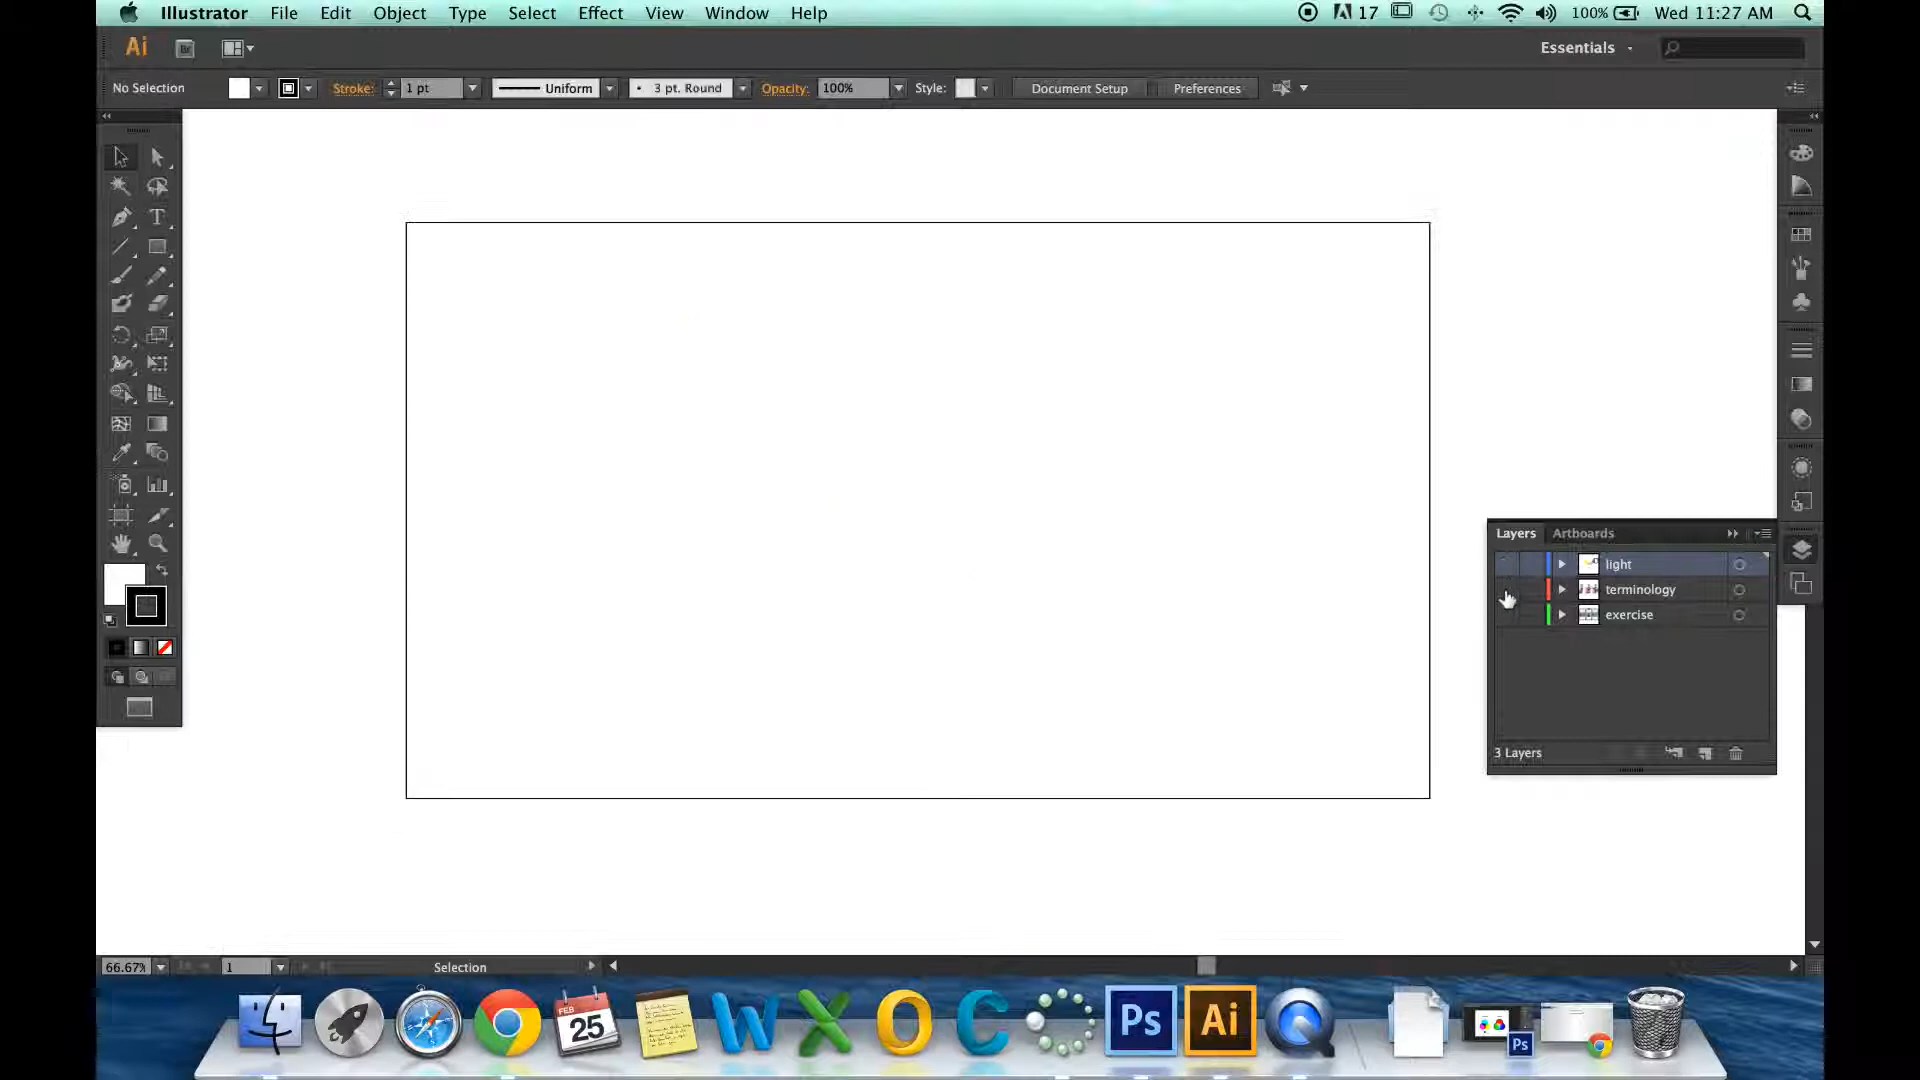 Illustrator File Edit Object Type Select Effect View Window Help 17 100% Wed 11:27 AM
Ai Br Essentials
No Selection Stroke: 1 pt Uniform 3 pt. Round Opacity: 100% Style: Document Setup Preferences
T
Layers Artboards
light
terminology
exercise
3 Layers
66.67% 1 Selection
FEB
25
W X O C Ps Ai
Ps